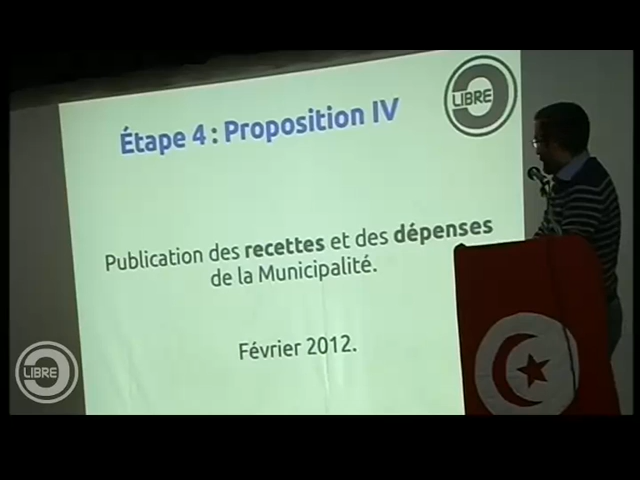 LIBRE
Étape 4 : Proposition IV
Publication des recettes et des dépenses
de la Municipalité.
Février 2012.
LIBRE